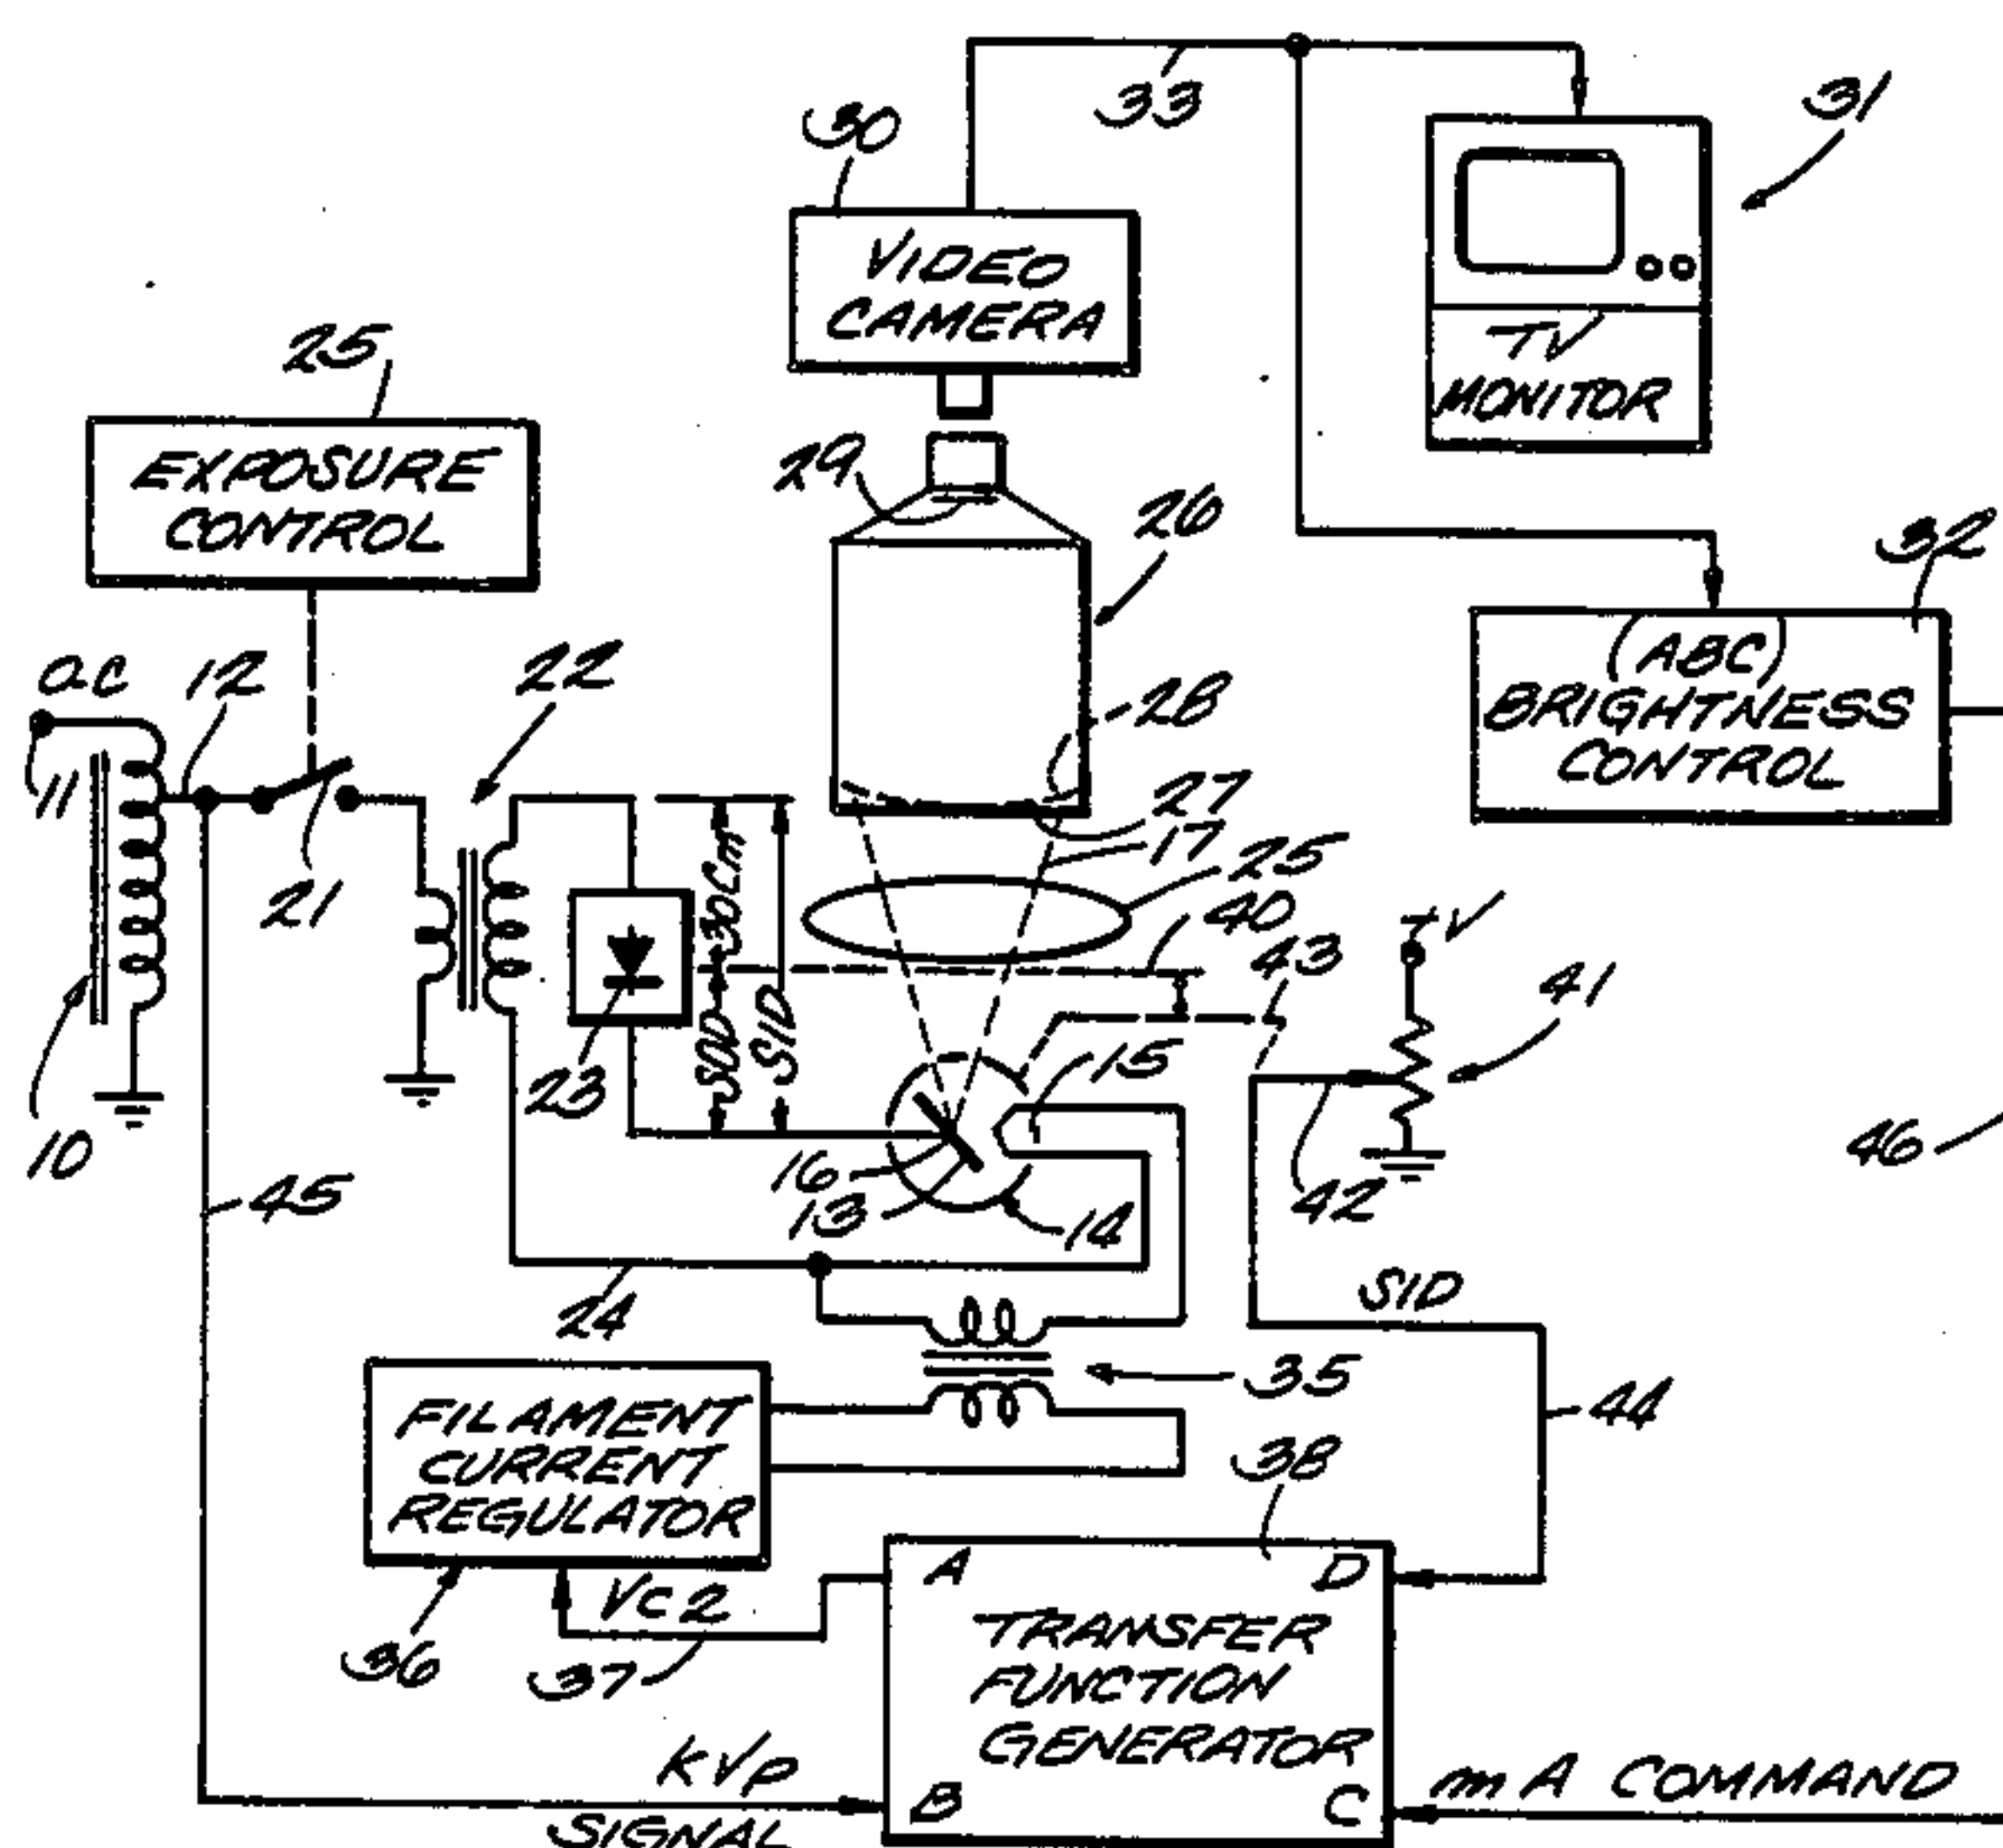 33
31
30
VIDEO
CAMERA
TV
MONITOR
25
EXPOSURE
CONTROL
29
26
32
(ABC)
BRIGHTNESS
CONTROL
ac
12
22
28
11
27
17
21
25
40
43
+V
41
30cm
SOD
SID
23
15
10
16
13
14
45
42
46
24
SID
35
44
FILAMENT
CURRENT
REGULATOR
38
A
D
VC2
36
37
TRANSFER
FUNCTION
GENERATOR
KVP
SIGNAL
B
C
mA COMMAND